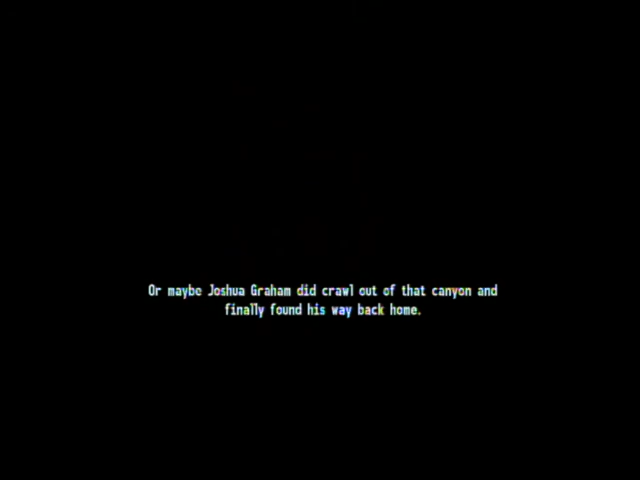 Or maybe Joshua Graham did crawl out of that canyon and
finally found his way back home.